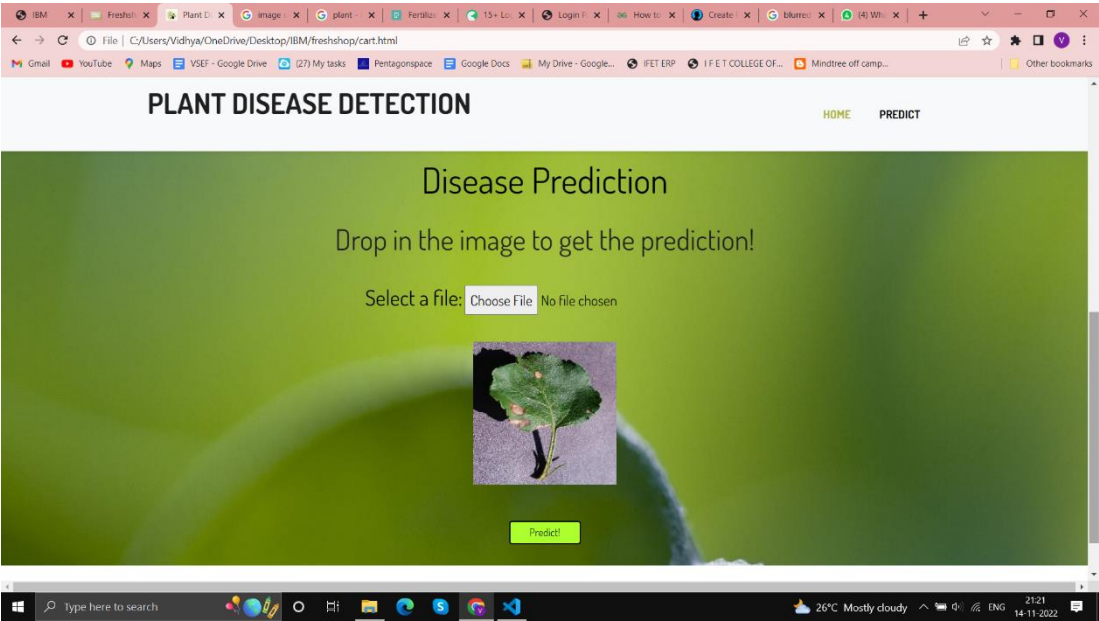 IBM
Freshsh
Plant D
image
plant -
Fertiliz
15+ Lo
Login F
How to
Create
blurred
(4) Wh
File | C:/Users/Vidhya/OneDrive/Desktop/IBM/freshshop/cart.html
V
Gmail YouTube Maps VSEF - Google Drive (27) My tasks Pentagonspace Google Docs My Drive - Google... IFET ERP I F E T COLLEGE OF... Mindtree off camp... Other bookmarks
PLANT DISEASE DETECTION
HOME PREDICT
Disease Prediction
Drop in the image to get the prediction!
Select a file: Choose File No file chosen
Predict!
Type here to search
26°C Mostly cloudy
ENG
21:21
14-11-2022